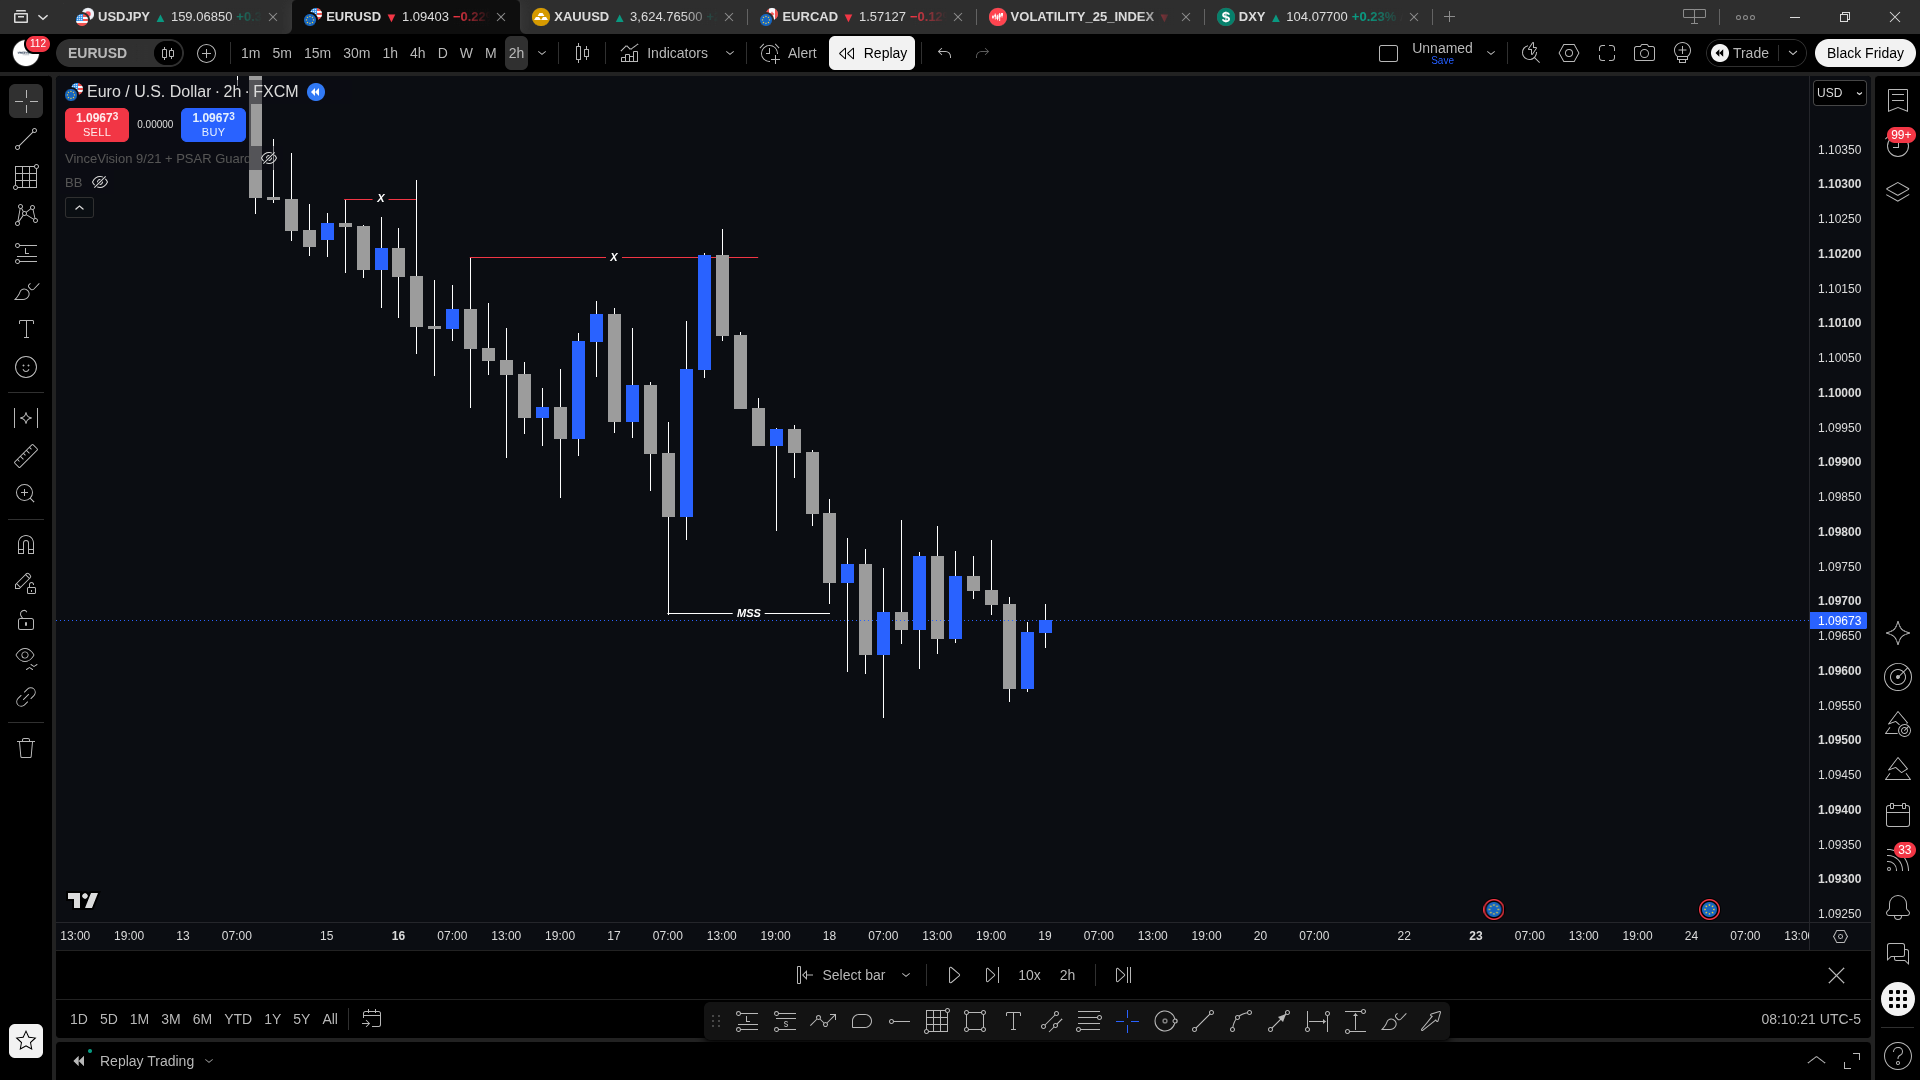 USDJPY 159.06850 +0.
EURUSD 1.09403 −0.22
XAUUSD 3,624.76500
EURCAD 1.57127 −0.12
VOLATILITY_25_INDEX
DXY 104.07700 +0.23%
112
EURUSD
1m 5m 15m 30m 1h 4h D W M 2h
Indicators
Alert
Replay
Unnamed
Save
Trade
Black Friday
Euro / U.S. Dollar · 2h · FXCM
USD
1.09673
SELL
0.00000
1.09673
BUY
VinceVision 9/21 + PSAR Guard
BB
99+
X
X
MSS
1.10350
1.10300
1.10250
1.10200
1.10150
1.10100
1.10050
1.10000
1.09950
1.09900
1.09850
1.09800
1.09750
1.09700
1.09673
1.09650
1.09600
1.09550
1.09500
1.09450
1.09400
1.09350
1.09300
1.09250
33
13:00 19:00 13 07:00 15 16 07:00 13:00 19:00 17 07:00 13:00 19:00 18 07:00 13:00 19:00 19 07:00 13:00 19:00 20 07:00 22 23 07:00 13:00 19:00 24 07:00 13:00
Select bar
10x
2h
1D 5D 1M 3M 6M YTD 1Y 5Y All
08:10:21 UTC-5
Replay Trading